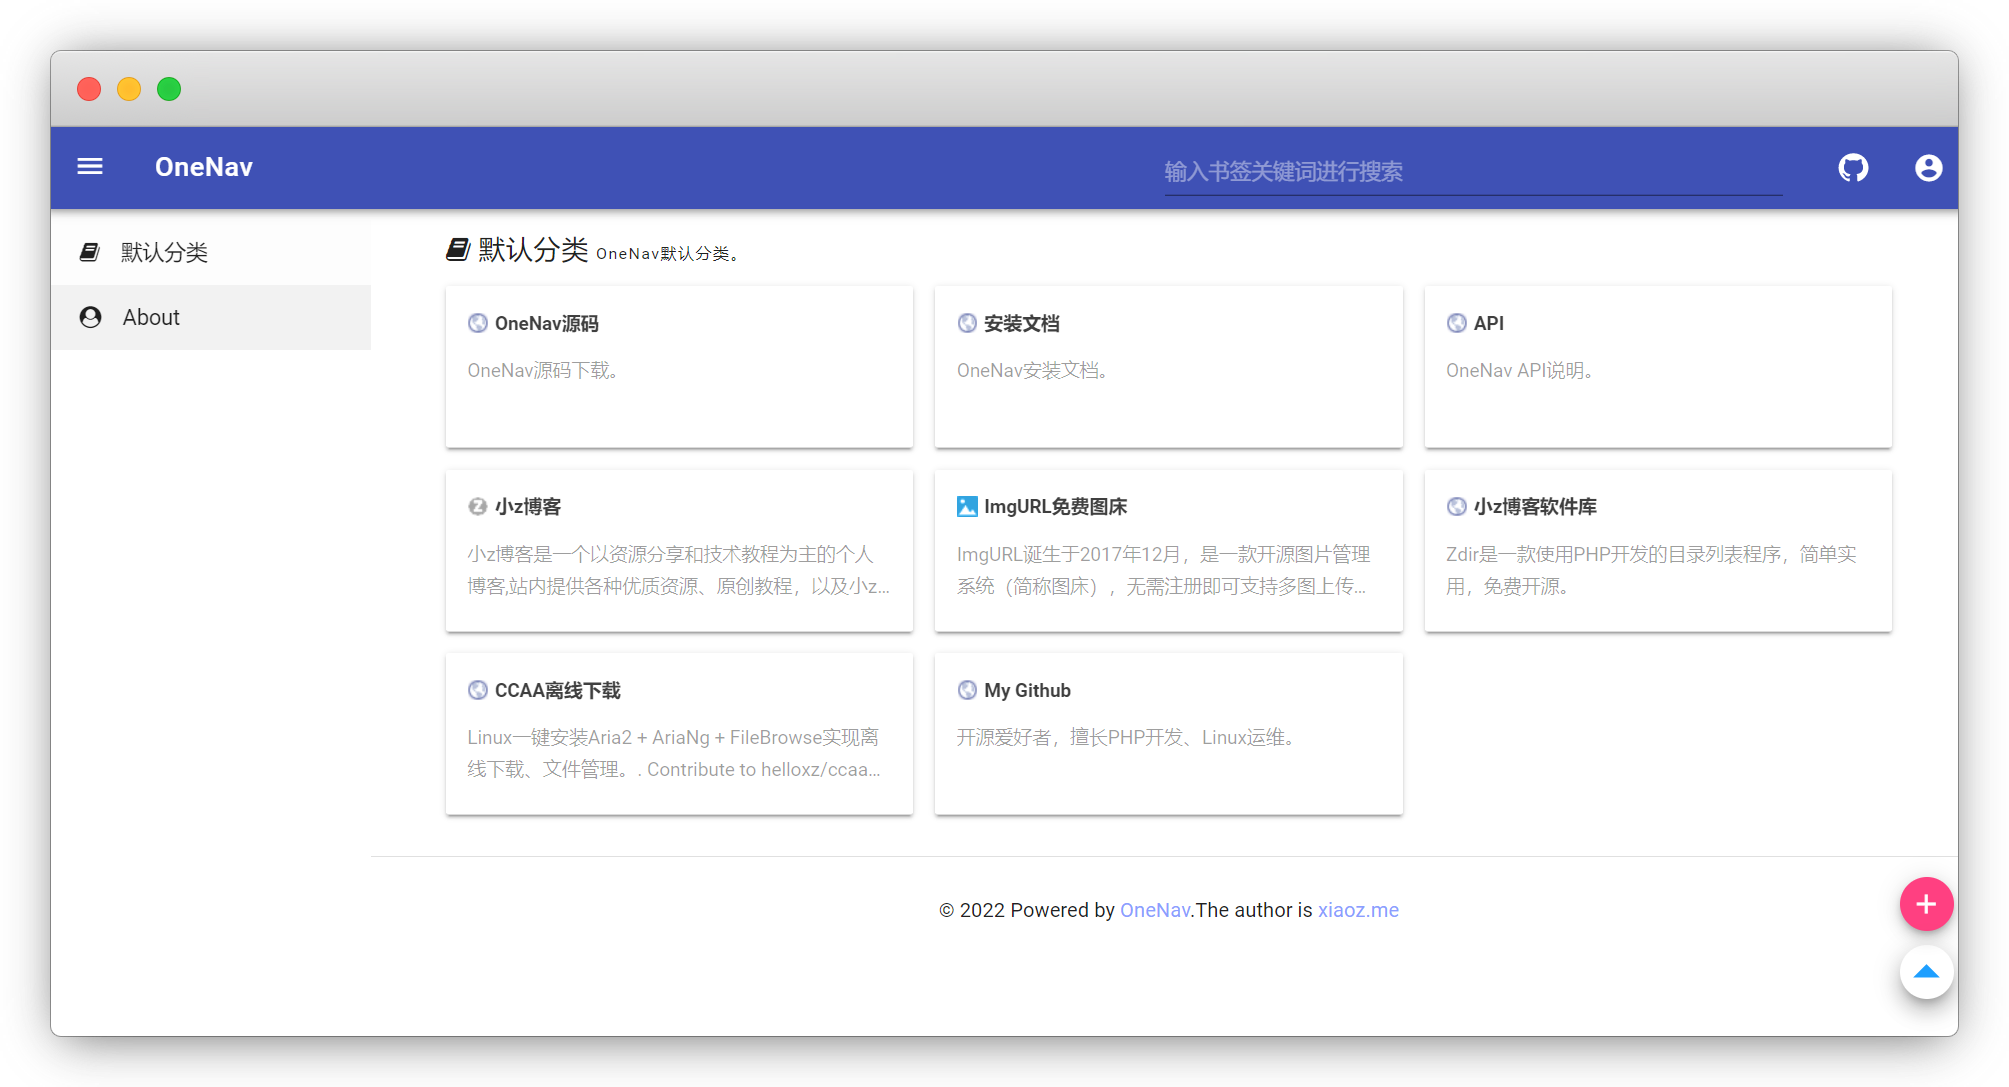 OneNav
输入书签关键词进行搜索
默认分类
About
默认分类 OneNav默认分类。
OneNav源码
OneNav源码下载。
安装文档
OneNav安装文档。
API
OneNav API说明。
小z博客
小z博客是一个以资源分享和技术教程为主的个人
博客,站内提供各种优质资源、原创教程，以及小z...
ImgURL免费图床
ImgURL诞生于2017年12月，是一款开源图片管理
系统（简称图床），无需注册即可支持多图上传...
小z博客软件库
Zdir是一款使用PHP开发的目录列表程序，简单实
用，免费开源。
CCAA离线下载
Linux一键安装Aria2 + AriaNg + FileBrowse实现离
线下载、文件管理。. Contribute to helloxz/ccaa...
My Github
开源爱好者，擅长PHP开发、Linux运维。
© 2022 Powered by OneNav.The author is xiaoz.me